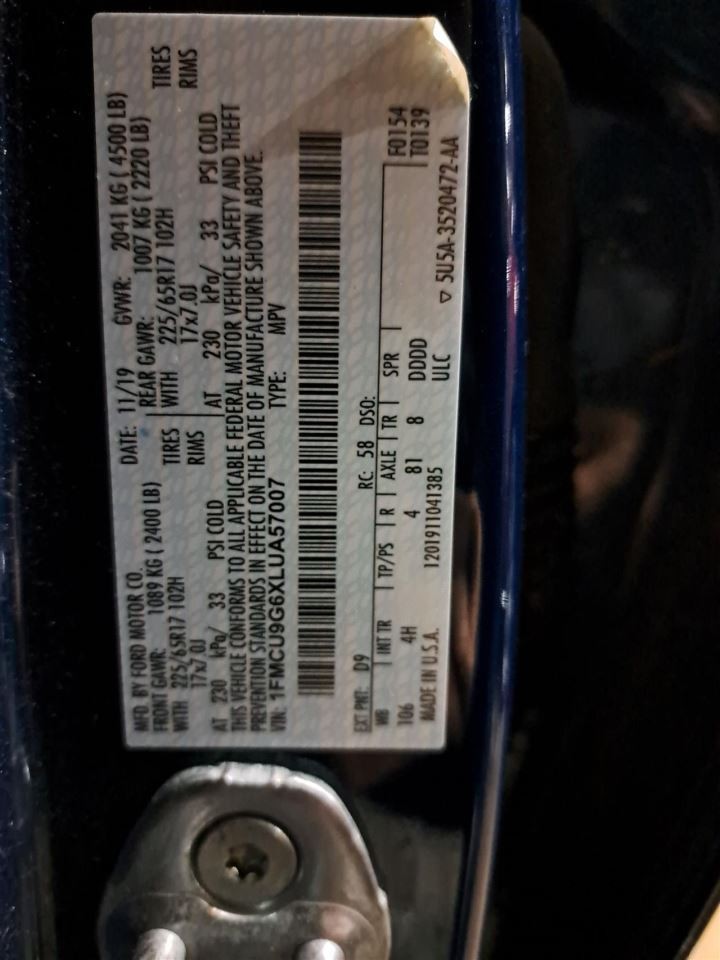 MFD. BY FORD MOTOR CO. DATE: 11/19 GVWR: 2041 KG ( 4500 LB)
FRONT GAWR: 1089 KG ( 2400 LB) REAR GAWR: 1007 KG ( 2220 LB)
WITH 225/65R17 102H TIRES WITH 225/65R17 102H TIRES
17x7.0J RIMS 17x7.0J RIMS
AT 230 kPa/ 33 PSI COLD AT 230 kPa/ 33 PSI COLD
THIS VEHICLE CONFORMS TO ALL APPLICABLE FEDERAL MOTOR VEHICLE SAFETY AND THEFT
PREVENTION STANDARDS IN EFFECT ON THE DATE OF MANUFACTURE SHOWN ABOVE.
VIN: 1FMCU9G6XLUA57007 TYPE: MPV
EXT PNT: D9 RC: 58 DSO: F0154
WB INT TR TP/PS R AXLE TR SPR T0139
106 4H 4 81 8 DDDD
MADE IN U.S.A. 1201911041385 ULC ▽ 5U5A-3520472-AA